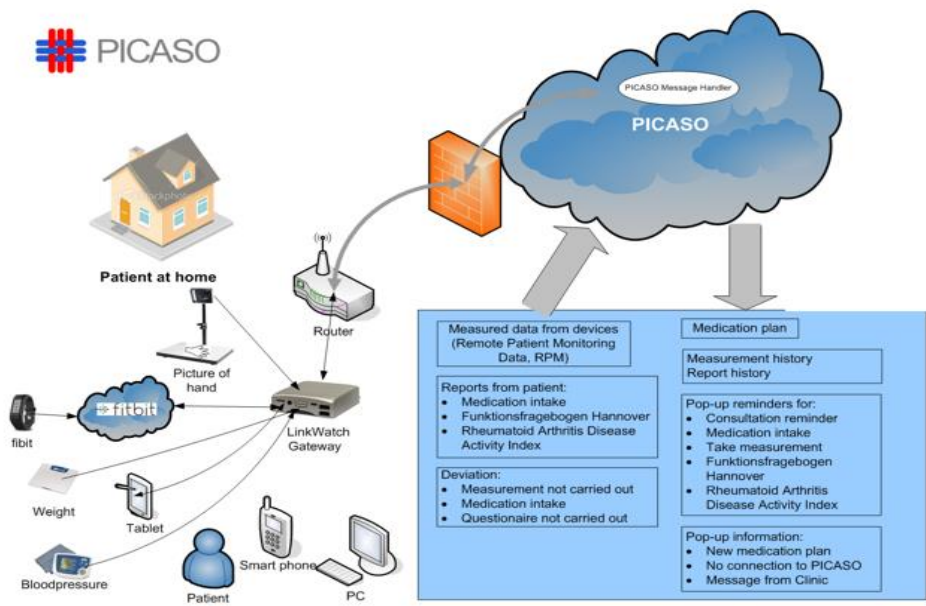 PICASO
PICASO Message Handler
PICASO
Patient at home
Router
Picture of
hand
fitbit
fibit
LinkWatch
Gateway
Weight
Tablet
Bloodpressure
Patient
Smart phone
PC
Measured data from devices
(Remote Patient Monitoring
Data, RPM)
Reports from patient:
• Medication intake
• Funktionsfragebogen Hannover
• Rheumatoid Arthritis Disease
Activity Index
Deviation:
• Measurement not carried out
• Medication intake
• Questionaire not carried out
Medication plan
Measurement history
Report history
Pop-up reminders for:
• Consultation reminder
• Medication intake
• Take measurement
• Funktionsfragebogen
Hannover
• Rheumatoid Arthritis
Disease Activity Index
Pop-up information:
• New medication plan
• No connection to PICASO
• Message from Clinic